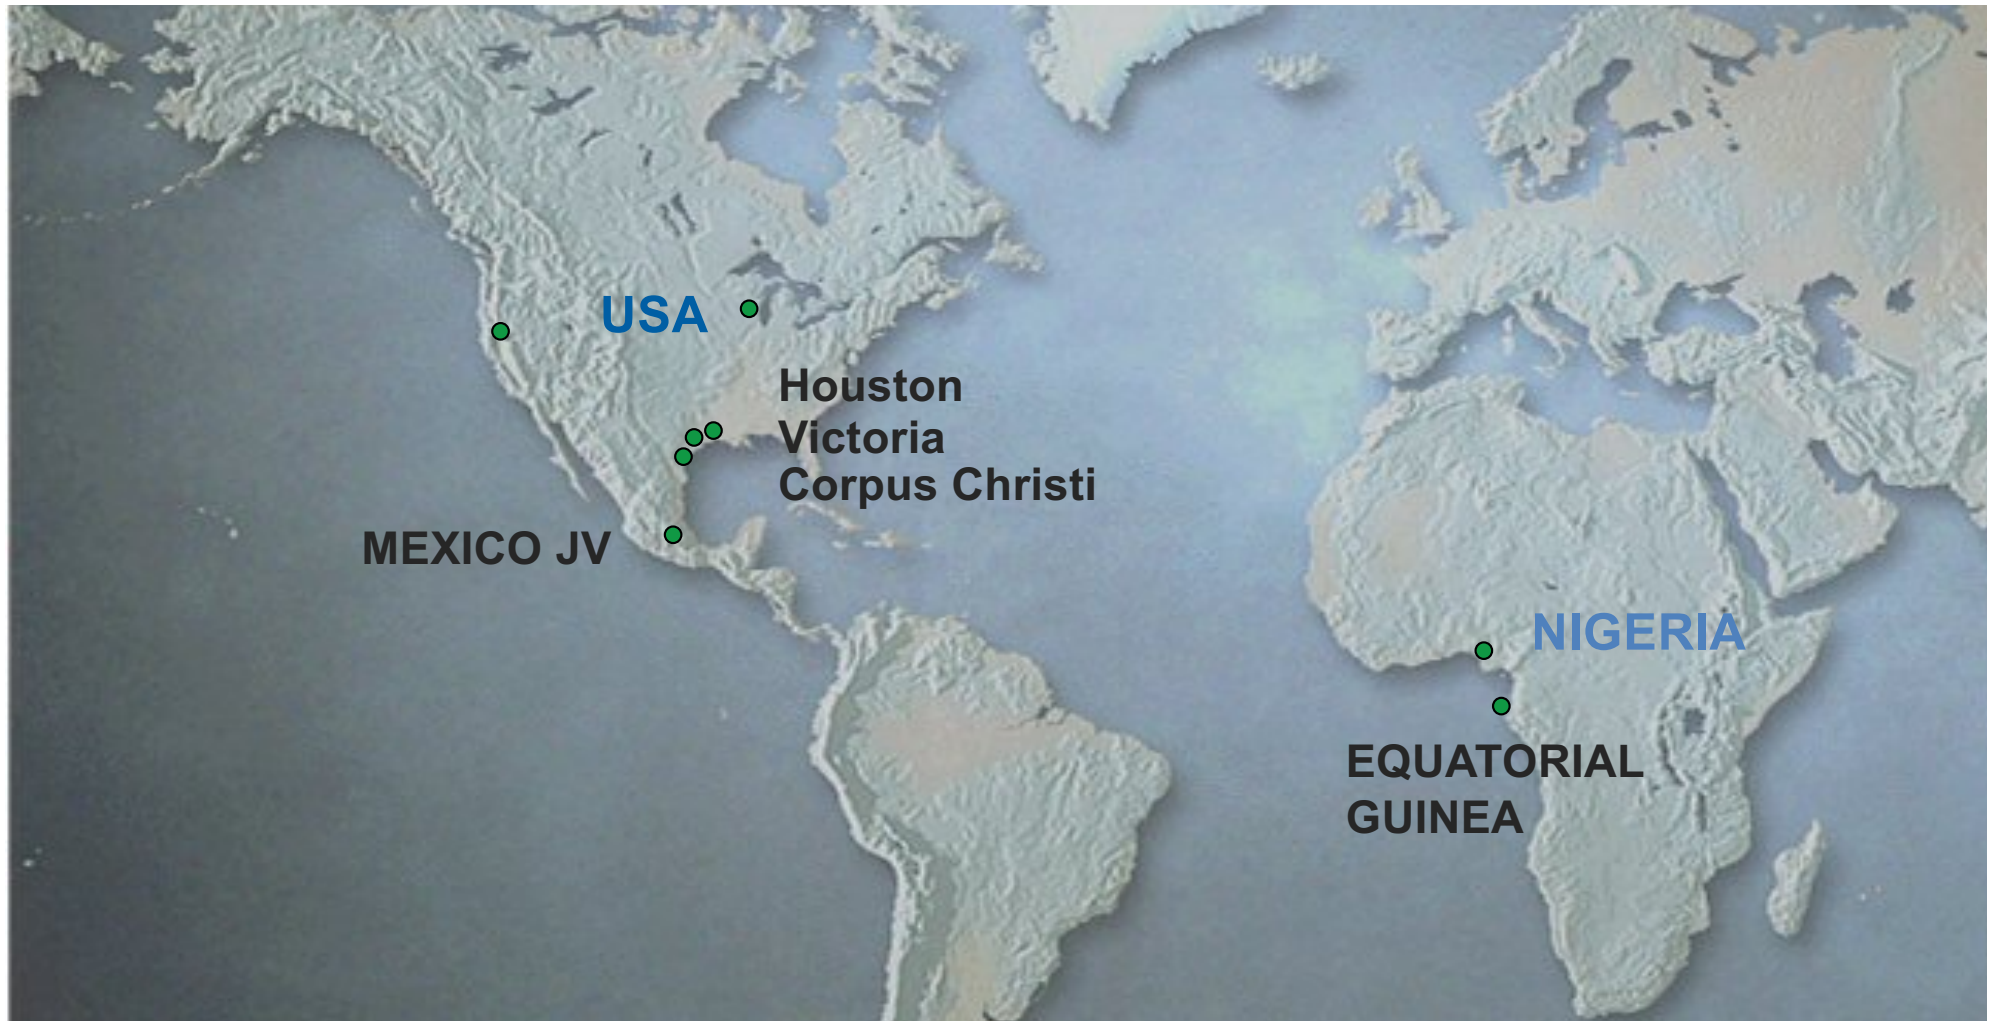 USA
Houston
Victoria
Corpus Christi
MEXICO JV
NIGERIA
EQUATORIAL
GUINEA